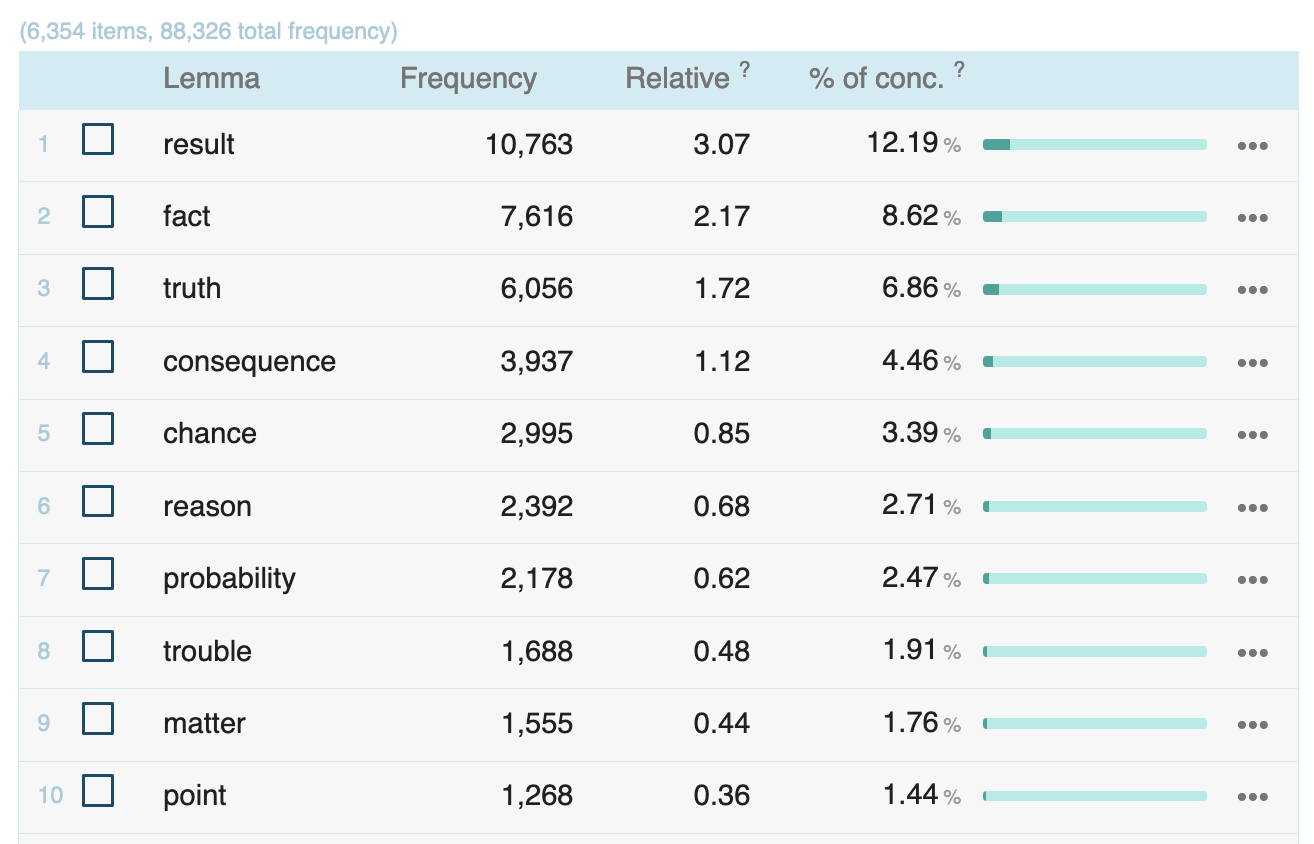 (6,354 items, 88,326 total frequency)
Lemma Frequency Relative ? % of conc. ?
1 result 10,763 3.07 12.19 %
2 fact 7,616 2.17 8.62 %
3 truth 6,056 1.72 6.86 %
4 consequence 3,937 1.12 4.46 %
5 chance 2,995 0.85 3.39 %
6 reason 2,392 0.68 2.71 %
7 probability 2,178 0.62 2.47 %
8 trouble 1,688 0.48 1.91 %
9 matter 1,555 0.44 1.76 %
10 point 1,268 0.36 1.44 %